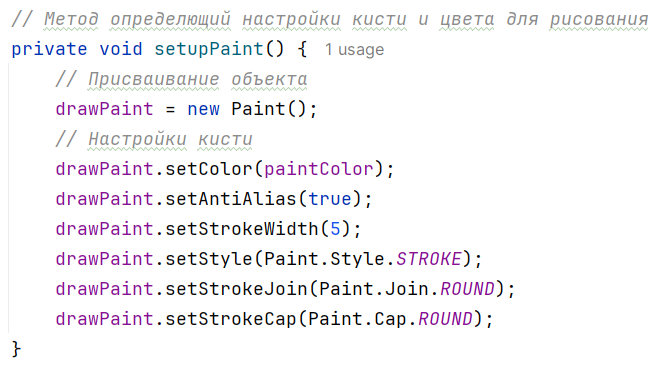 // Метод определющий настройки кисти и цвета для рисования
private void setupPaint() { 1 usage
// Присваивание объекта
drawPaint = new Paint();
// Настройки кисти
drawPaint.setColor(paintColor);
drawPaint.setAntiAlias(true);
drawPaint.setStrokeWidth(5);
drawPaint.setStyle(Paint.Style.STROKE);
drawPaint.setStrokeJoin(Paint.Join.ROUND);
drawPaint.setStrokeCap(Paint.Cap.ROUND);
}